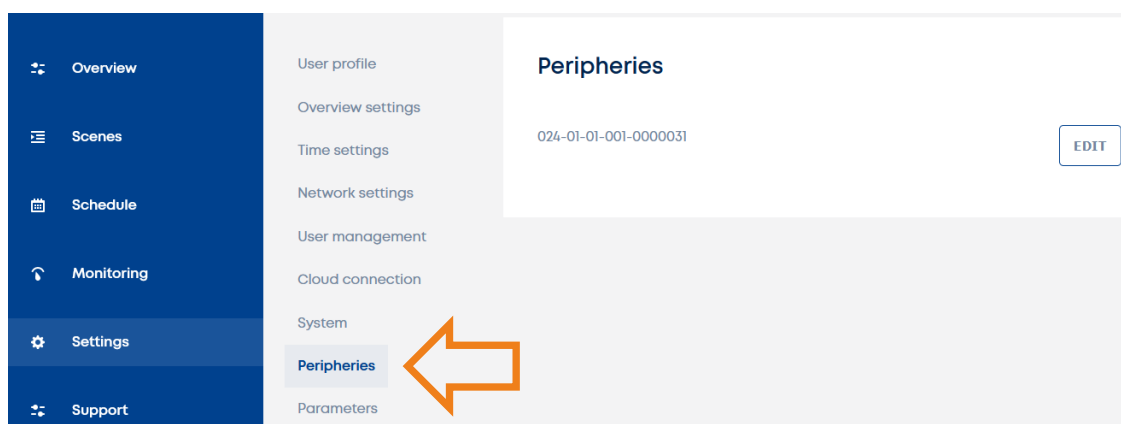 Overview
Scenes
Schedule
Monitoring
Settings
Support
User profile
Overview settings
Time settings
Network settings
User management
Cloud connection
System
Peripheries
Parameters
Peripheries
024-01-01-001-0000031
EDIT